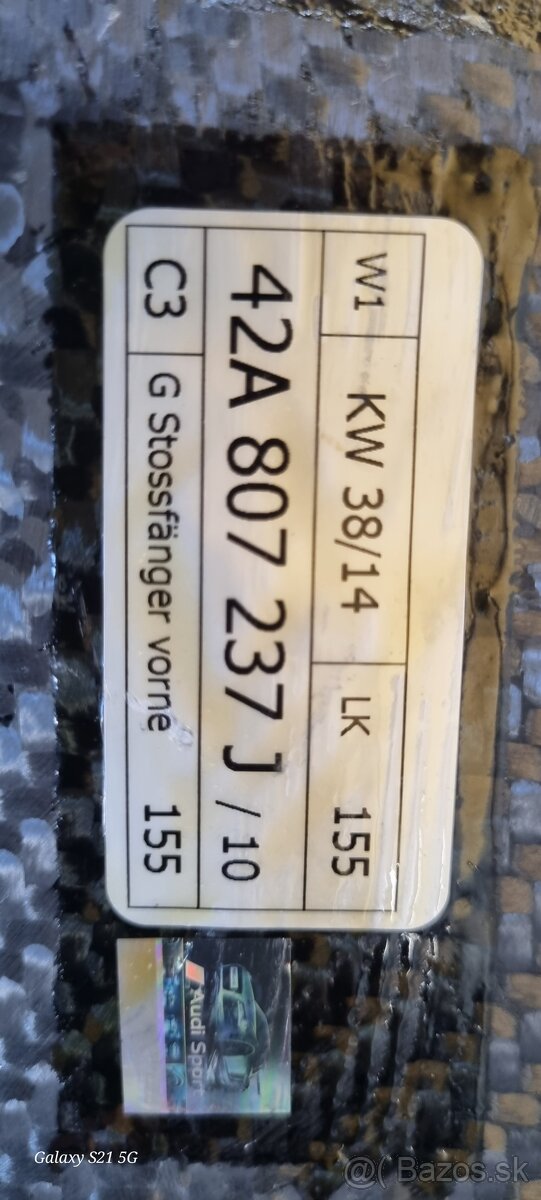 W1 KW 38/14 LK 155
42A 807 237 J / 10
C3 G Stossfänger vorne 155
Audi Sport
Galaxy S21 5G
Bazos.sk